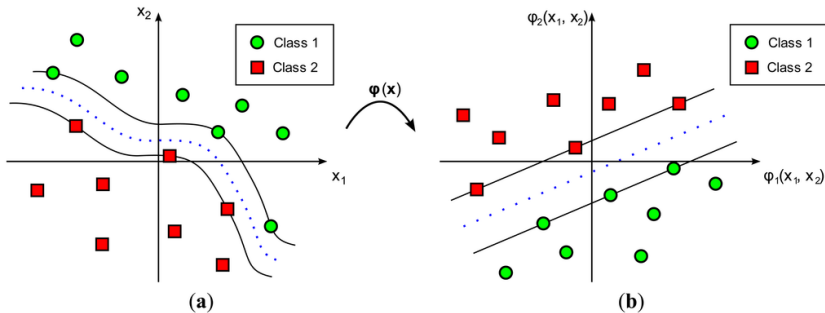 x₂
Class 1
Class 2
x₁
(a)
φ(x)
φ₂(x₁, x₂)
Class 1
Class 2
φ₁(x₁, x₂)
(b)